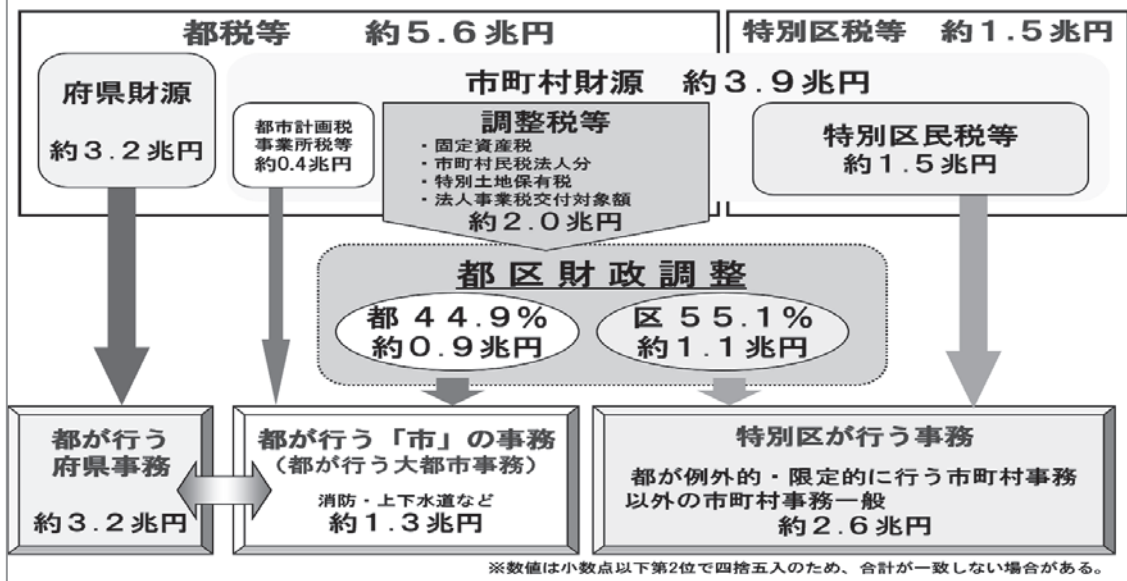 都税等 約5.6兆円
特別区税等 約1.5兆円
府県財源
約3.2兆円
市町村財源 約3.9兆円
都市計画税
事業所税等
約0.4兆円
調整税等
・固定資産税
・市町村民税法人分
・特別土地保有税
・法人事業税交付対象額
約2.0兆円
特別区民税等
約1.5兆円
都区財政調整
都 44.9%
約0.9兆円
区 55.1%
約1.1兆円
都が行う
府県事務
約3.2兆円
都が行う「市」の事務
（都が行う大都市事務）
消防・上下水道など
約1.3兆円
特別区が行う事務
都が例外的・限定的に行う市町村事務
以外の市町村事務一般
約2.6兆円
※数値は小数点以下第2位で四捨五入のため、合計が一致しない場合がある。